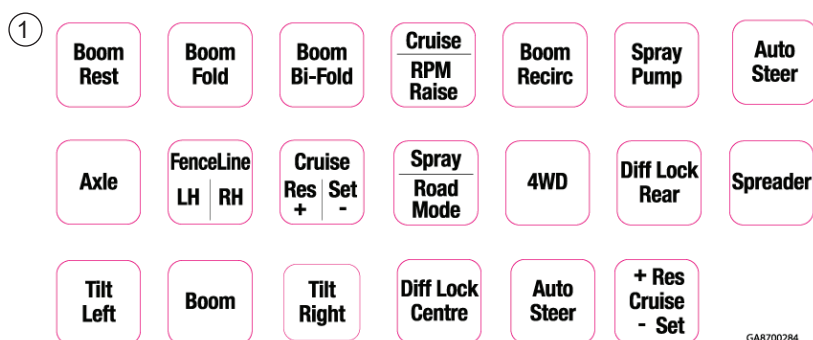 1
Boom
Rest
Boom
Fold
Boom
Bi-Fold
Cruise
RPM
Raise
Boom
Recirc
Spray
Pump
Auto
Steer
Axle
FenceLine
LH RH
Cruise
Res Set
+ -
Spray
Road
Mode
4WD
Diff Lock
Rear
Spreader
Tilt
Left
Boom
Tilt
Right
Diff Lock
Centre
Auto
Steer
+ Res
Cruise
- Set
GA8700284